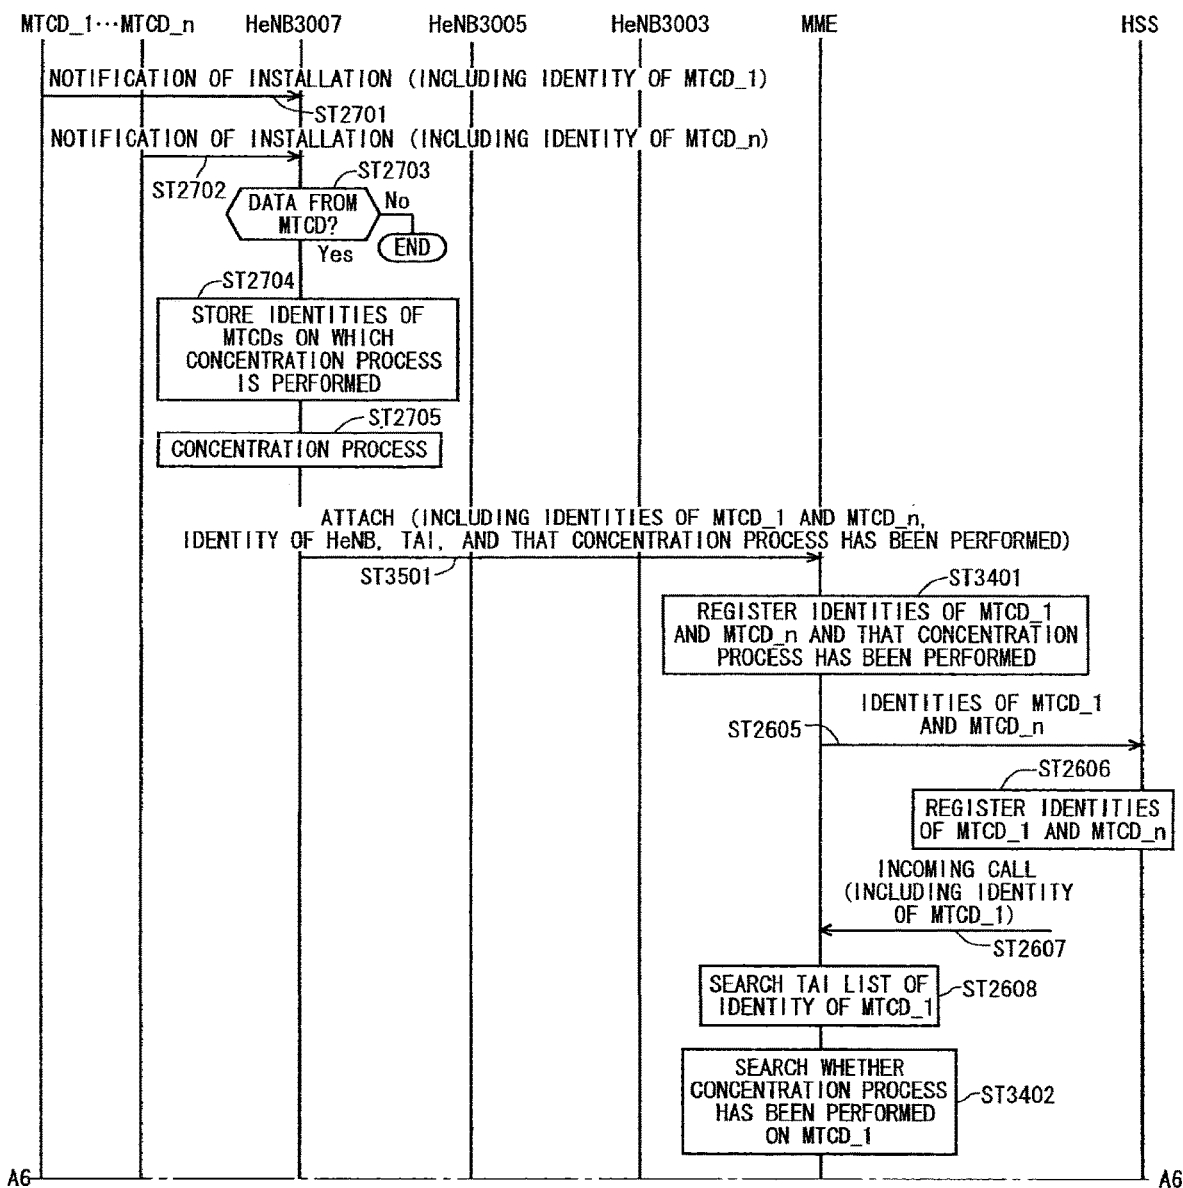 MTCD_1···MTCD_n HeNB3007 HeNB3005 HeNB3003 MME HSS
NOTIFICATION OF INSTALLATION (INCLUDING IDENTITY OF MTCD_1)
ST2701
NOTIFICATION OF INSTALLATION (INCLUDING IDENTITY OF MTCD_n)
ST2702
ST2703
DATA FROM
MTCD?
No
END
Yes
ST2704
STORE IDENTITIES OF
MTCDs ON WHICH
CONCENTRATION PROCESS
IS PERFORMED
ST2705
CONCENTRATION PROCESS
ATTACH (INCLUDING IDENTITIES OF MTCD_1 AND MTCD_n,
IDENTITY OF HeNB, TAI, AND THAT CONCENTRATION PROCESS HAS BEEN PERFORMED)
ST3501
ST3401
REGISTER IDENTITIES OF MTCD_1
AND MTCD_n AND THAT CONCENTRATION
PROCESS HAS BEEN PERFORMED
IDENTITIES OF MTCD_1
AND MTCD_n
ST2605
ST2606
REGISTER IDENTITIES
OF MTCD_1 AND MTCD_n
INCOMING CALL
(INCLUDING IDENTITY
OF MTCD_1)
ST2607
SEARCH TAI LIST OF
IDENTITY OF MTCD_1
ST2608
SEARCH WHETHER
CONCENTRATION PROCESS
HAS BEEN PERFORMED
ON MTCD_1
ST3402
A6 A6